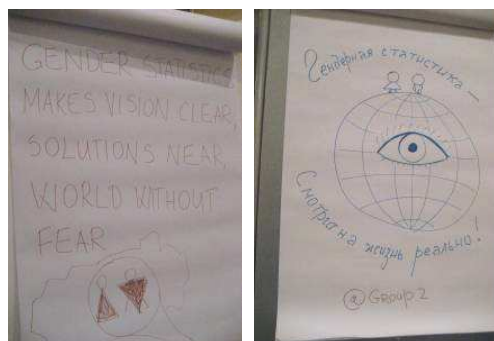 GENDER STATISTICS
MAKES VISION CLEAR,
SOLUTIONS NEAR,
WORLD WITHOUT
FEAR
Гендерная статистика —
Смотри на жизнь реально!
@ Group 2